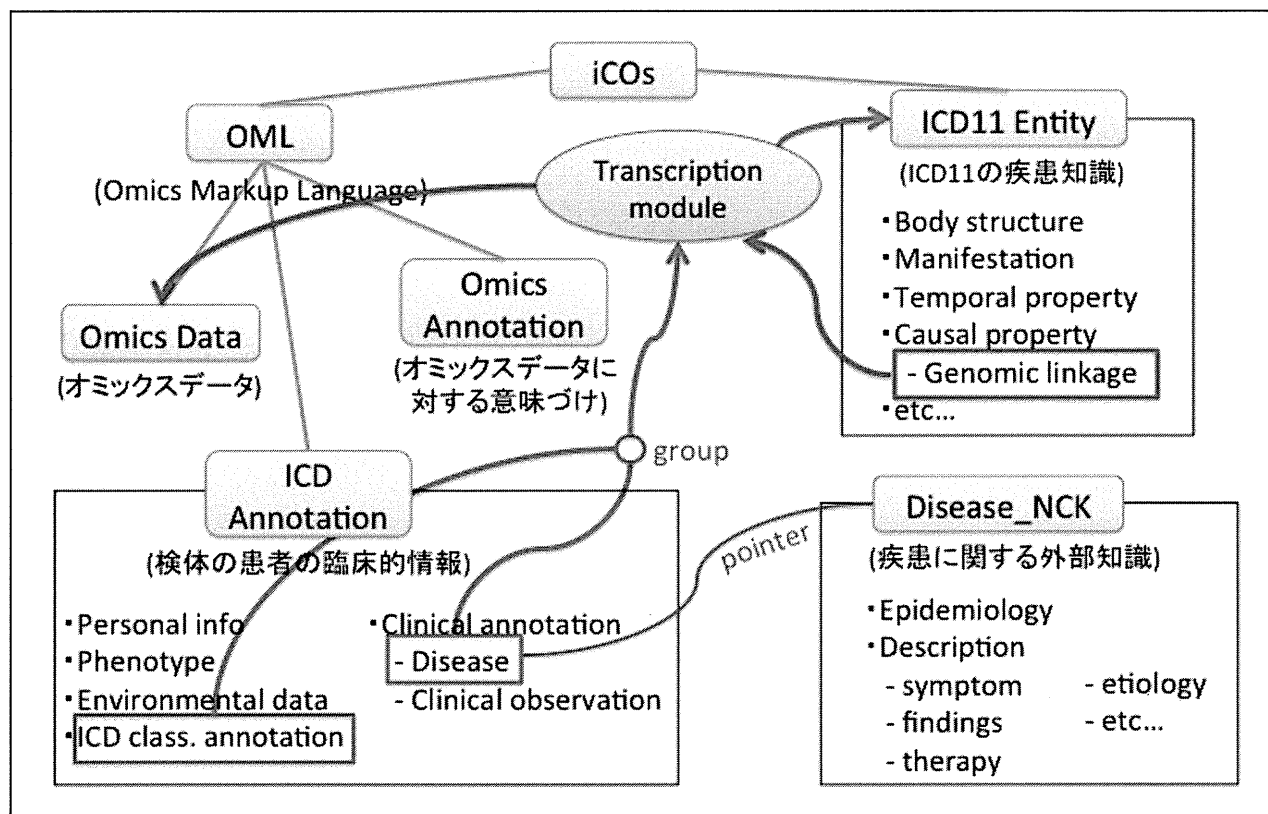 iCOs
OML
(Omics Markup Language)
Transcription
module
ICD11 Entity
(ICD11の疾患知識)
・Body structure
・Manifestation
・Temporal property
・Causal property
- Genomic linkage
・etc...
Omics Data
(オミックスデータ)
Omics
Annotation
(オミックスデータに
対する意味づけ)
group
ICD
Annotation
(検体の患者の臨床的情報)
・Personal info
・Phenotype
・Environmental data
・ICD class. annotation
・Clinical annotation
- Disease
- Clinical observation
pointer
Disease_NCK
(疾患に関する外部知識)
・Epidemiology
・Description
- symptom
- etiology
- findings
- etc...
- therapy